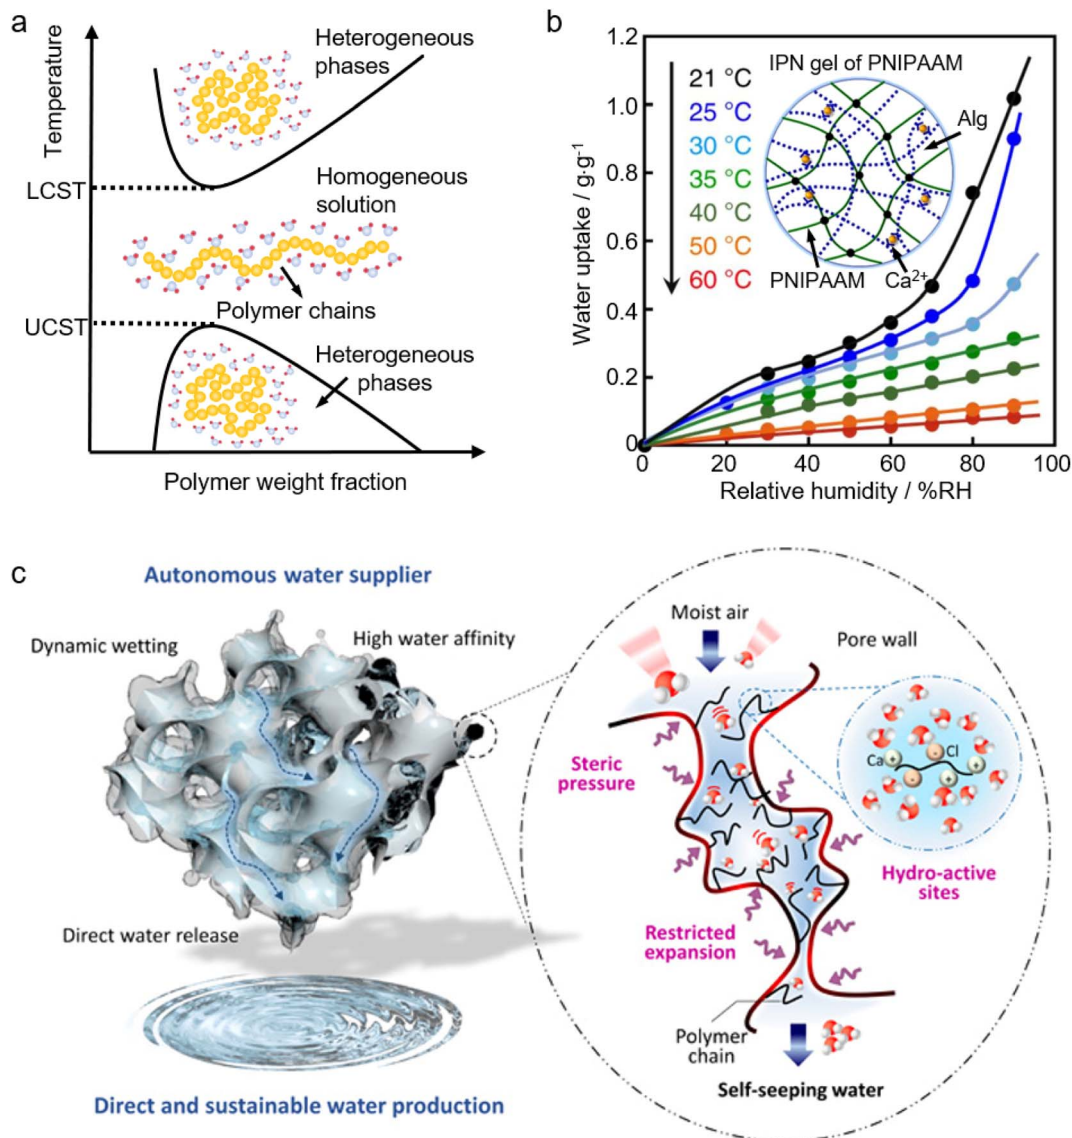 a
Temperature
LCST
UCST
Heterogeneous
phases
Homogeneous
solution
Polymer chains
Heterogeneous
phases
Polymer weight fraction
b
Water uptake / g·g⁻¹
1.2
1.0
0.8
0.6
0.4
0.2
0
21 °C
25 °C
30 °C
35 °C
40 °C
50 °C
60 °C
IPN gel of PNIPAAM
Alg
PNIPAAM
Ca²⁺
0
20
40
60
80
100
Relative humidity / %RH
c
Autonomous water supplier
Dynamic wetting
High water affinity
Direct water release
Direct and sustainable water production
Moist air
Pore wall
Steric
pressure
Ca
Cl
Hydro-active
sites
Restricted
expansion
Polymer
chain
Self-seeping water